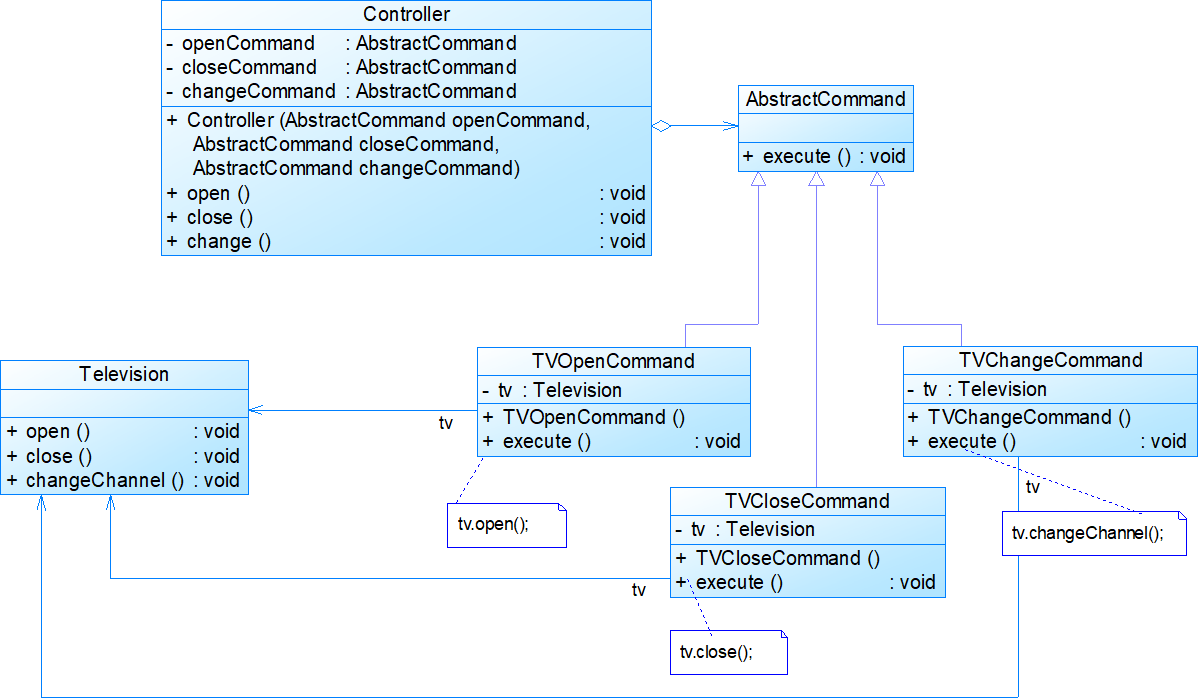 Controller
- openCommand : AbstractCommand
- closeCommand : AbstractCommand
- changeCommand : AbstractCommand
+ Controller (AbstractCommand openCommand,
AbstractCommand closeCommand,
AbstractCommand changeCommand)
+ open () : void
+ close () : void
+ change () : void
AbstractCommand
+ execute () : void
Television
+ open () : void
+ close () : void
+ changeChannel () : void
tv
TVOpenCommand
- tv : Television
+ TVOpenCommand ()
+ execute () : void
tv.open();
TVChangeCommand
- tv : Television
+ TVChangeCommand ()
+ execute () : void
tv
tv.changeChannel();
TVCloseCommand
- tv : Television
+ TVCloseCommand ()
+ execute () : void
tv
tv.close();